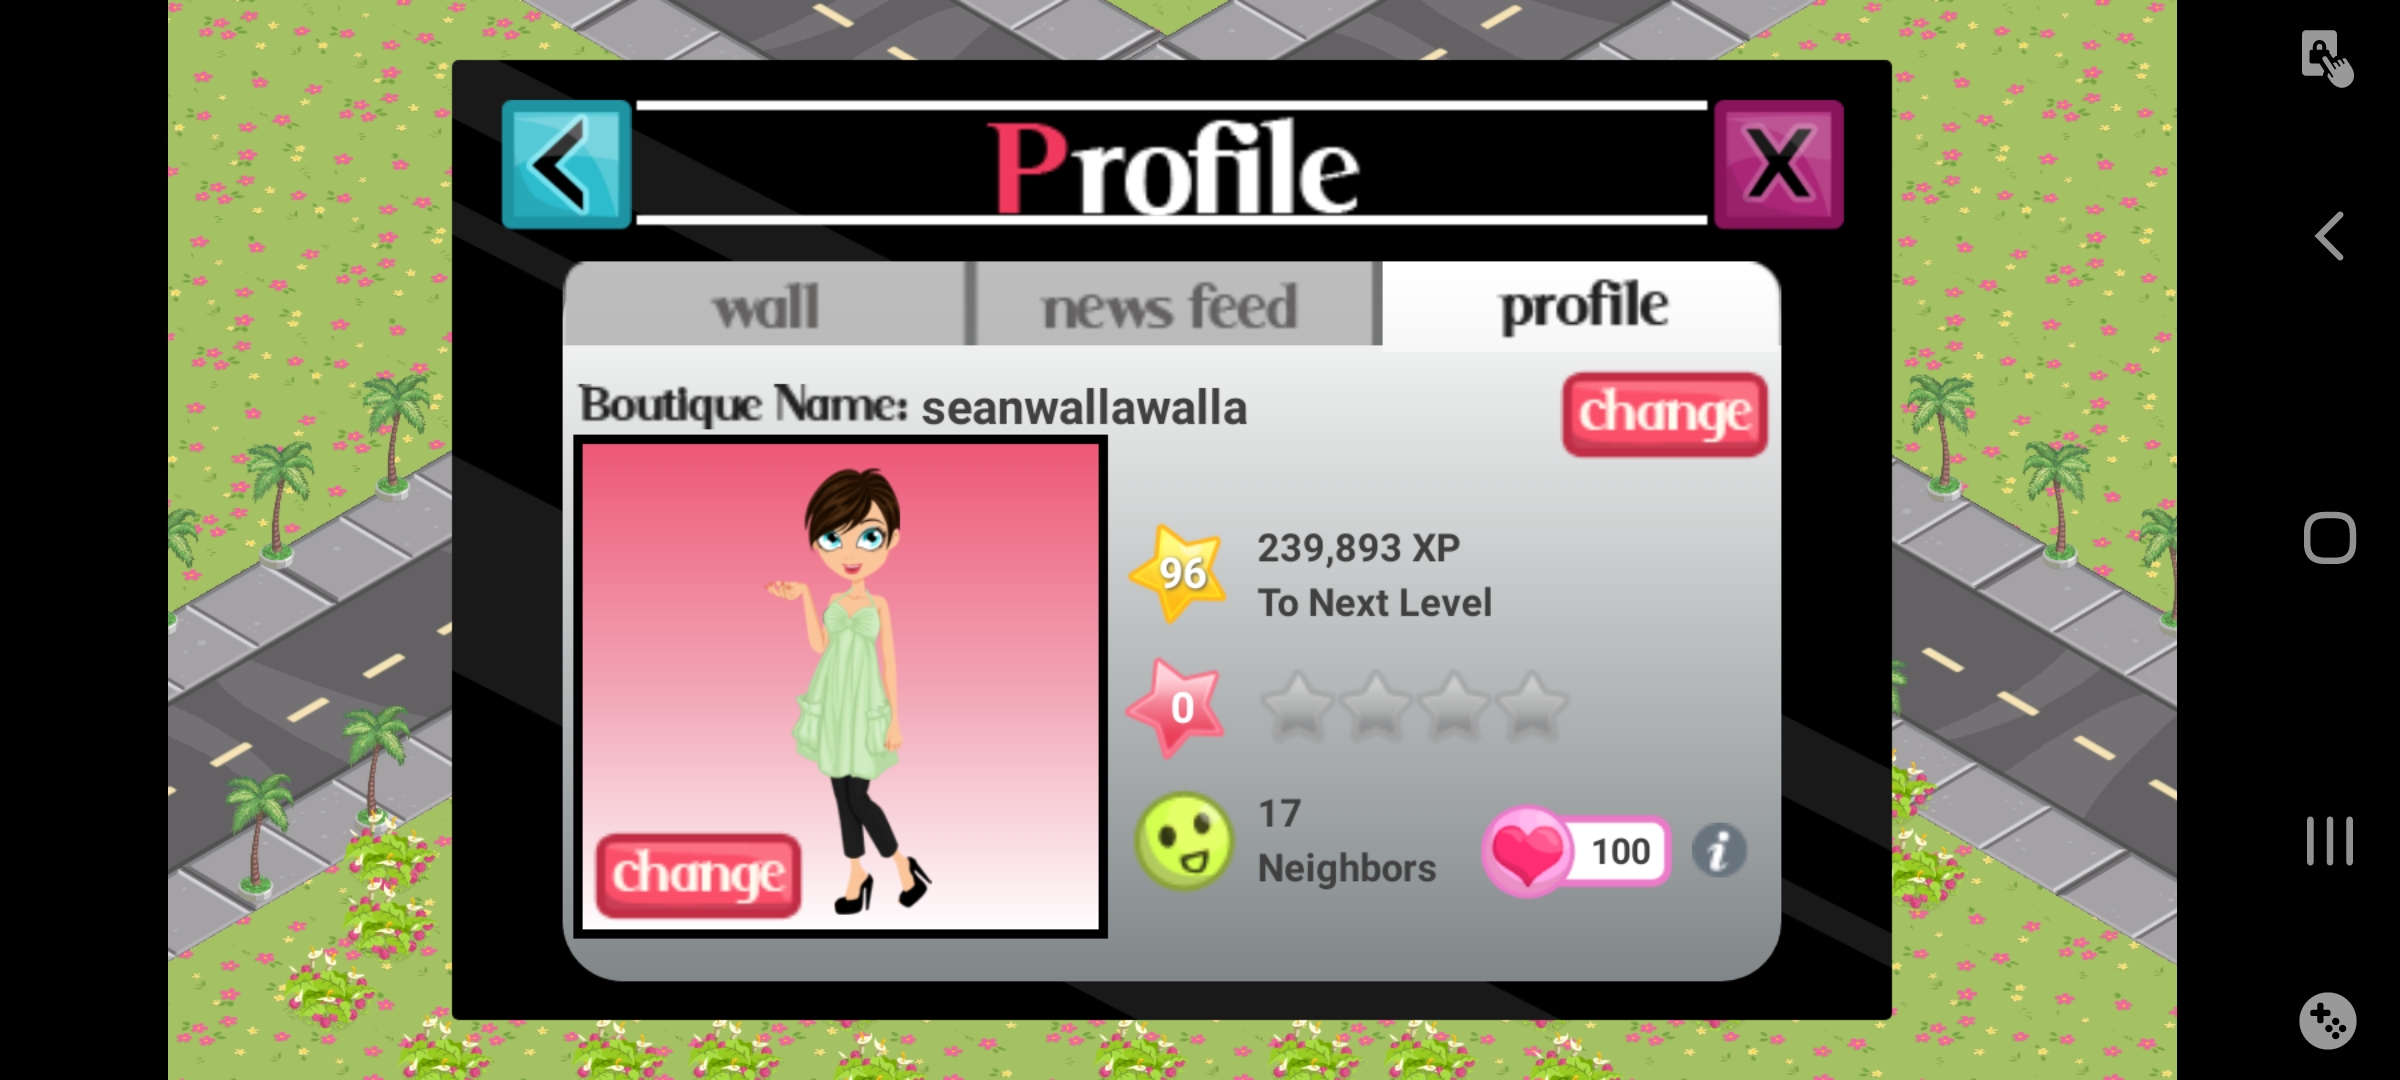 Profile
X
wall
news feed
profile
Boutique Name: seanwallawalla
change
96
239,893 XP
To Next Level
0
17
Neighbors
100
i
change